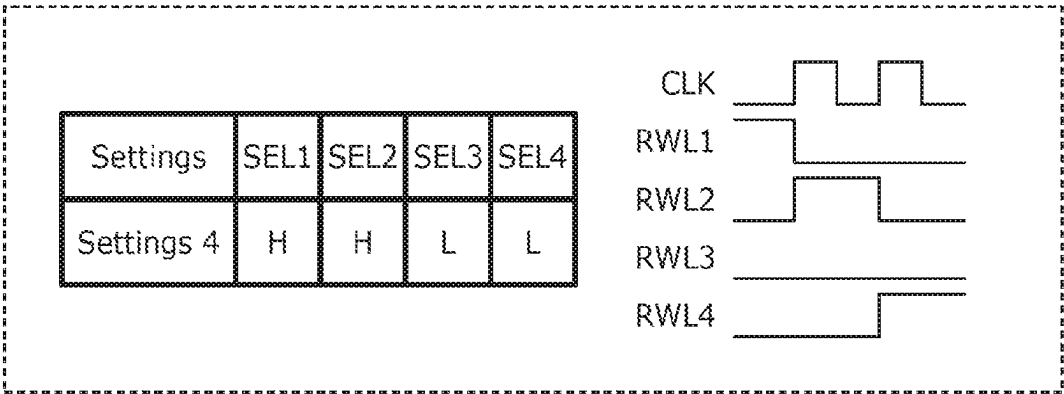 Settings SEL1 SEL2 SEL3 SEL4
Settings 4 H H L L
CLK
RWL1
RWL2
RWL3
RWL4